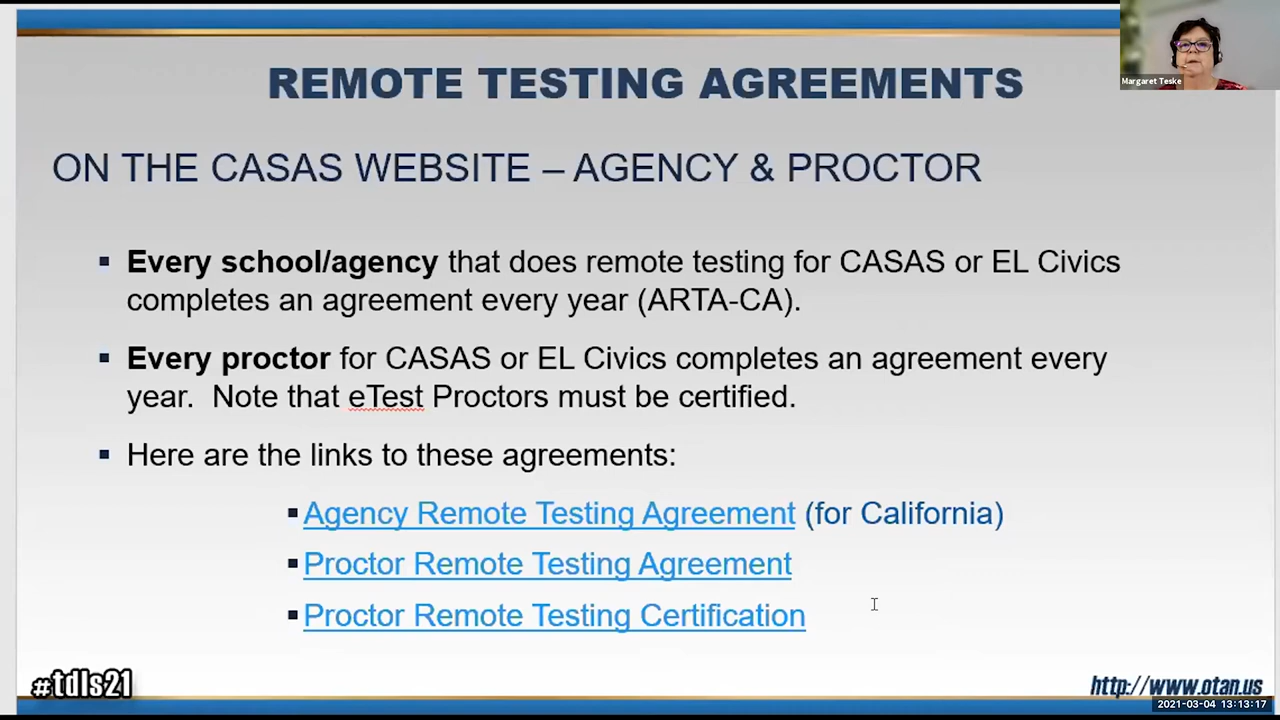 REMOTE TESTING AGREEMENTS
Margaret Teske
ON THE CASAS WEBSITE – AGENCY & PROCTOR
▪ Every school/agency that does remote testing for CASAS or EL Civics
completes an agreement every year (ARTA-CA).
▪ Every proctor for CASAS or EL Civics completes an agreement every
year. Note that eTest Proctors must be certified.
▪ Here are the links to these agreements:
▪ Agency Remote Testing Agreement (for California)
▪ Proctor Remote Testing Agreement
▪ Proctor Remote Testing Certification
#tdls21
http://www.otan.us
2021-03-04 13:13:17